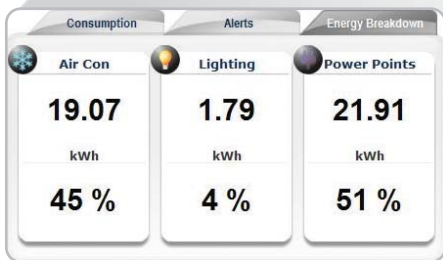 Consumption
Alerts
Energy Breakdown
Air Con
19.07
kWh
45 %
Lighting
1.79
kWh
4 %
Power Points
21.91
kWh
51 %